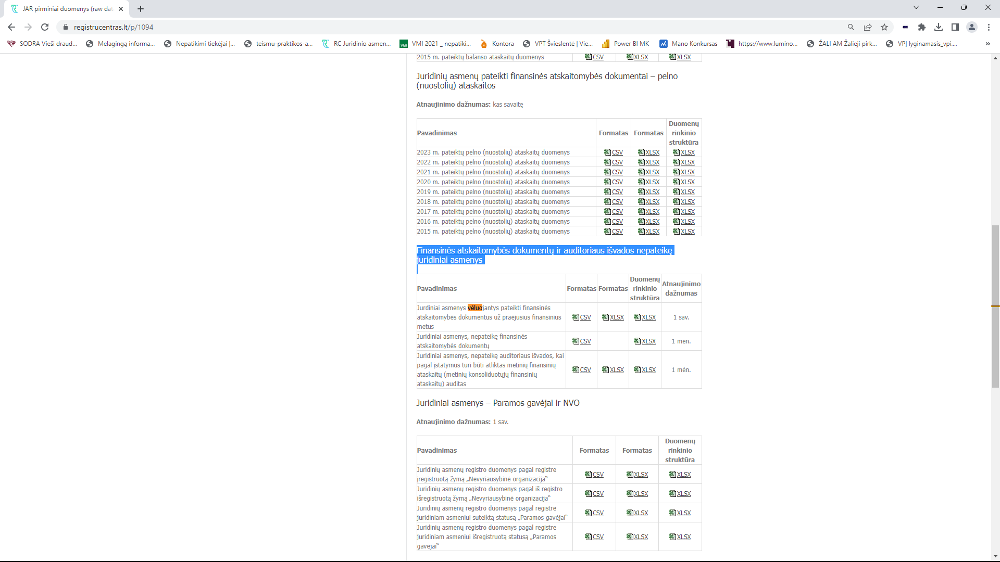 JAR pirminiai duomenys (raw dat
registrucentras.lt/p/1094
SODRA Vieši draud...
Melagingą informa...
Nepatikimi tiekėjai |...
teismu-praktikos-a...
RC Juridinio asmen...
VMI 2021 _ nepatiki...
Kontora
VPT Švieslentė | Vie...
Power BI MK
Mano Konkursas
https://www.lumino...
ŽALI AM Žalieji pirk...
VPĮ lyginamasis_vpi....
2015 m. pateiktų balanso ataskaitų duomenys CSV XLSX XLSX
Juridinių asmenų pateikti finansinės atskaitomybės dokumentai – pelno
(nuostolių) ataskaitos
Atnaujinimo dažnumas: kas savaitę
Pavadinimas Formatas Formatas Duomenų
rinkinio
struktūra
2023 m. pateiktų pelno (nuostolių) ataskaitų duomenys CSV XLSX XLSX
2022 m. pateiktų pelno (nuostolių) ataskaitų duomenys CSV XLSX XLSX
2021 m. pateiktų pelno (nuostolių) ataskaitų duomenys CSV XLSX XLSX
2020 m. pateiktų pelno (nuostolių) ataskaitų duomenys CSV XLSX XLSX
2019 m. pateiktų pelno (nuostolių) ataskaitų duomenys CSV XLSX XLSX
2018 m. pateiktų pelno (nuostolių) ataskaitų duomenys CSV XLSX XLSX
2017 m. pateiktų pelno (nuostolių) ataskaitų duomenys CSV XLSX XLSX
2016 m. pateiktų pelno (nuostolių) ataskaitų duomenys CSV XLSX XLSX
2015 m. pateiktų pelno (nuostolių) ataskaitų duomenys CSV XLSX XLSX
Finansinės atskaitomybės dokumentų ir auditoriaus išvados nepateikę
juridiniai asmenys
Pavadinimas Formatas Formatas Duomenų
rinkinio
struktūra
Atnaujinimo
dažnumas
Jurdiniai asmenys vėluojantys pateikti finansinės
atskaitomybės dokumentus už praėjusius finansinius
metus
CSV XLSX XLSX 1 sav.
Juridiniai asmenys, nepateikę finansinės
atskaitomybės dokumentų
CSV XLSX 1 mėn.
Juridiniai asmenys, nepateikę auditoriaus išvados, kai
pagal įstatymus turi būti atliktas metinių finansinių
ataskaitų (metinių konsoliduotųjų finansinių
ataskaitų) auditas
CSV XLSX XLSX 1 mėn.
Juridiniai asmenys – Paramos gavėjai ir NVO
Atnaujinimo dažnumas: 1 sav.
Pavadinimas Formatas Formatas Duomenų
rinkinio
struktūra
Juridinių asmenų registro duomenys pagal registre
įregistruotą žymą „Nevyriausybinė organizacija“
CSV XLSX XLSX
Juridinių asmenų registro duomenys pagal iš registro
išregistruotą žymą „Nevyriausybinė organizacija“
CSV XLSX XLSX
Juridinių asmenų registro duomenys pagal registre
juridiniam asmeniui suteiktą statusą „Paramos gavėjai“
CSV XLSX XLSX
Juridinių asmenų registro duomenys pagal registre
juridiniam asmeniui išregistruotą statusą „Paramos
gavėjai“
CSV XLSX XLSX